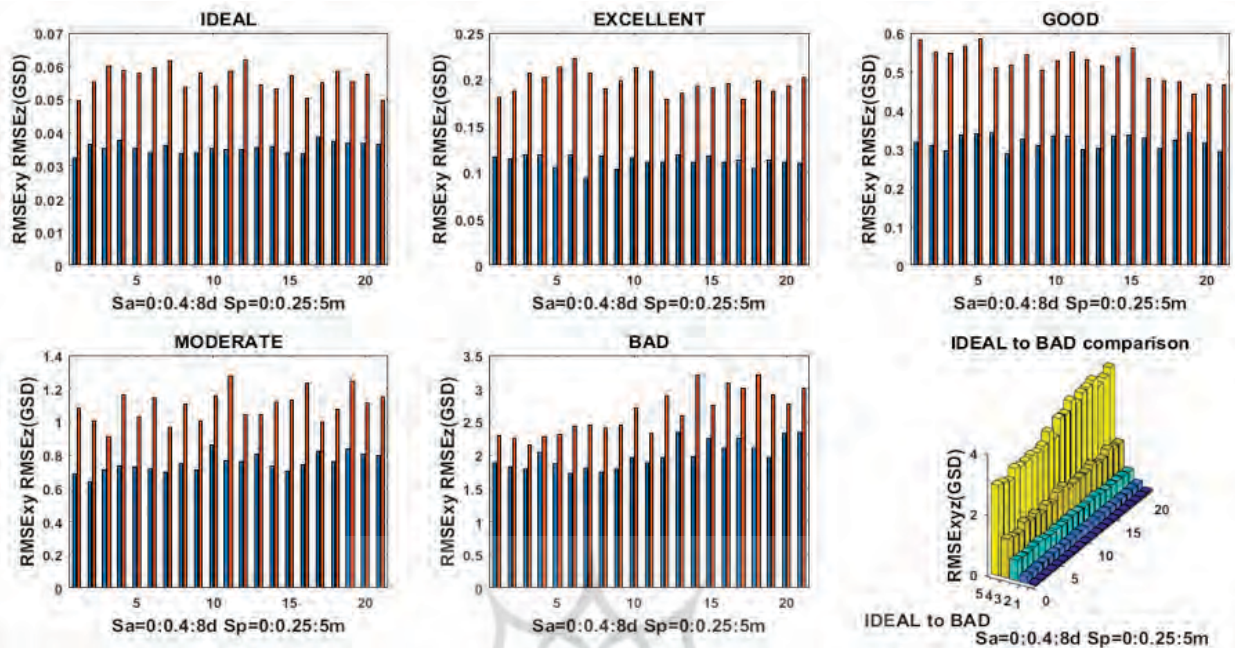 IDEAL
RMSExy RMSEz(GSD)
0.07
0.06
0.05
0.04
0.03
0.02
0.01
0
5 10 15 20
Sa=0:0.4:8d Sp=0:0.25:5m
EXCELLENT
RMSExy RMSEz(GSD)
0.25
0.2
0.15
0.1
0.05
0
5 10 15 20
Sa=0:0.4:8d Sp=0:0.25:5m
GOOD
RMSExy RMSEz(GSD)
0.6
0.5
0.4
0.3
0.2
0.1
0
5 10 15 20
Sa=0:0.4:8d Sp=0:0.25:5m
MODERATE
RMSExy RMSEz(GSD)
1.4
1.2
1
0.8
0.6
0.4
0.2
0
5 10 15 20
Sa=0:0.4:8d Sp=0:0.25:5m
BAD
RMSExy RMSEz(GSD)
3.5
3
2.5
2
1.5
1
0.5
0
5 10 15 20
Sa=0:0.4:8d Sp=0:0.25:5m
IDEAL to BAD comparison
RMSExyz(GSD)
4
2
0
5 4 3 2 1
0 5 10 15 20
IDEAL to BAD
Sa=0:0.4:8d Sp=0:0.25:5m